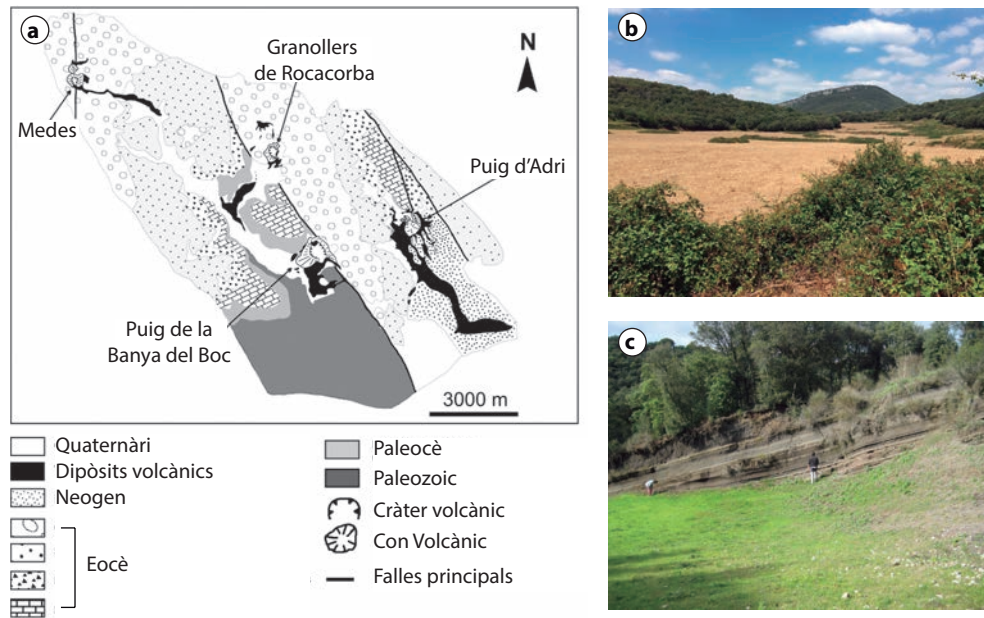 a
Granollers
de Rocacorba
N
Medes
Puig d'Adri
Puig de la
Banya del Boc
3000 m
Quaternàri
Dipòsits volcànics
Neogen
Eocè
Paleocè
Paleozoic
Cràter volcànic
Con Volcànic
Falles principals
b
c